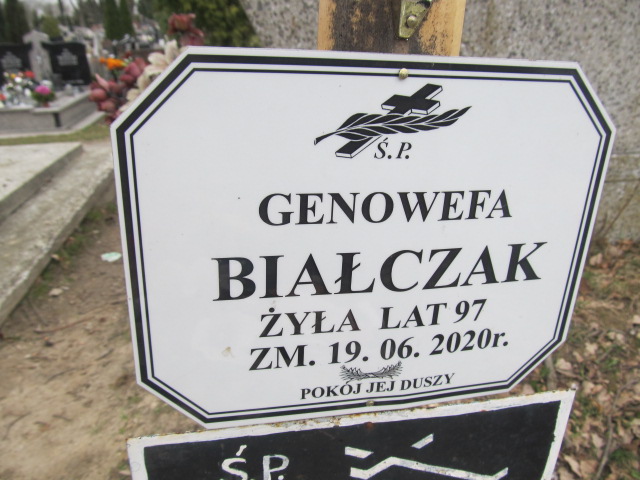 Ś.P.
GENOWEFA
BIAŁCZAK
ŻYŁA LAT 97
ZM. 19. 06. 2020r.
POKÓJ JEJ DUSZY
Ś.P.